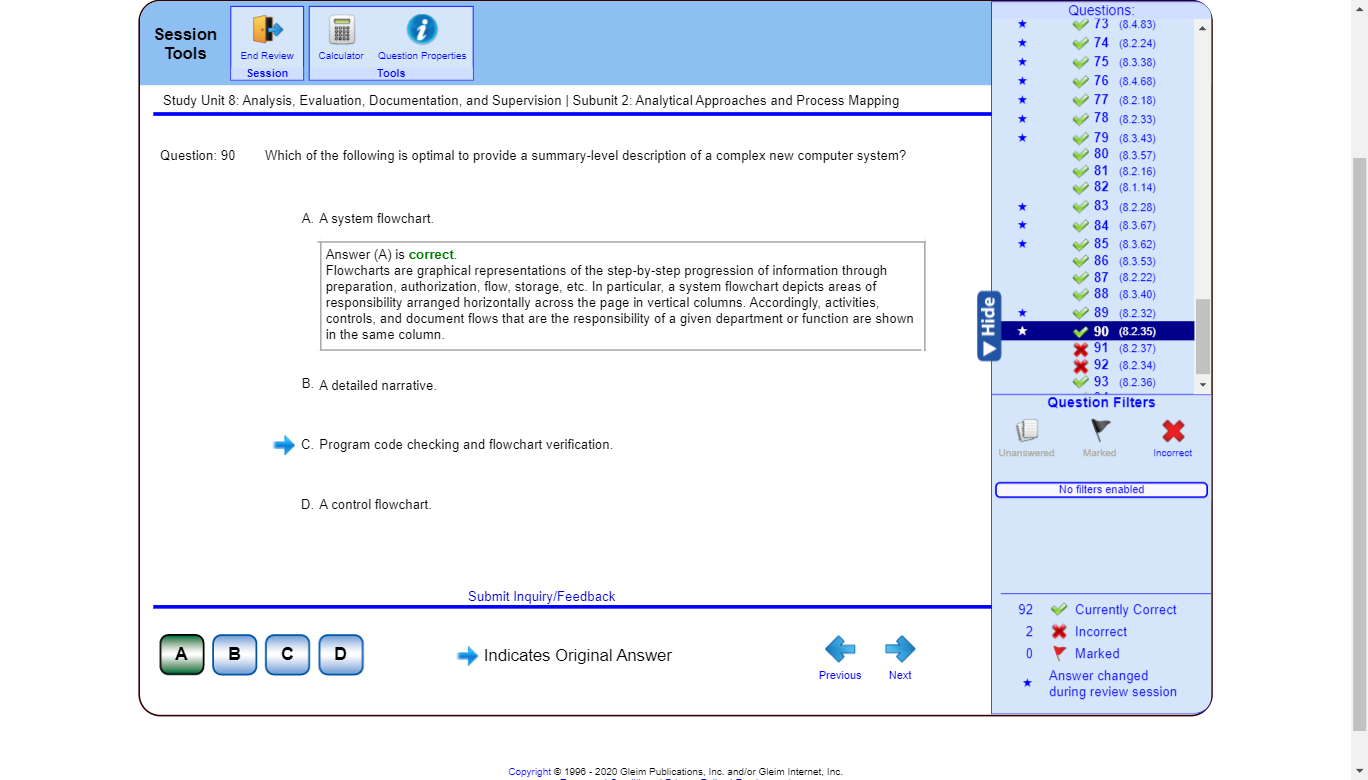 Session
Tools
End Review
Session
Calculator
Question Properties
Tools
Study Unit 8: Analysis, Evaluation, Documentation, and Supervision | Subunit 2: Analytical Approaches and Process Mapping
Question: 90 Which of the following is optimal to provide a summary-level description of a complex new computer system?
A. A system flowchart.
Answer (A) is correct.
Flowcharts are graphical representations of the step-by-step progression of information through
preparation, authorization, flow, storage, etc. In particular, a system flowchart depicts areas of
responsibility arranged horizontally across the page in vertical columns. Accordingly, activities,
controls, and document flows that are the responsibility of a given department or function are shown
in the same column.
B. A detailed narrative.
C. Program code checking and flowchart verification.
D. A control flowchart.
Submit Inquiry/Feedback
A B C D
Indicates Original Answer
Previous
Next
Questions:
73 (8.4.83)
74 (8.2.24)
75 (8.3.38)
76 (8.4.68)
77 (8.2.18)
78 (8.2.33)
79 (8.3.43)
80 (8.3.57)
81 (8.2.16)
82 (8.1.14)
83 (8.2.28)
84 (8.3.67)
85 (8.3.62)
86 (8.3.53)
87 (8.2.22)
88 (8.3.40)
89 (8.2.32)
90 (8.2.35)
91 (8.2.37)
92 (8.2.34)
93 (8.2.36)
Hide
Question Filters
Unanswered
Marked
Incorrect
No filters enabled
92 Currently Correct
2 Incorrect
0 Marked
Answer changed
during review session
Copyright © 1996 - 2020 Gleim Publications, Inc. and/or Gleim Internet, Inc.